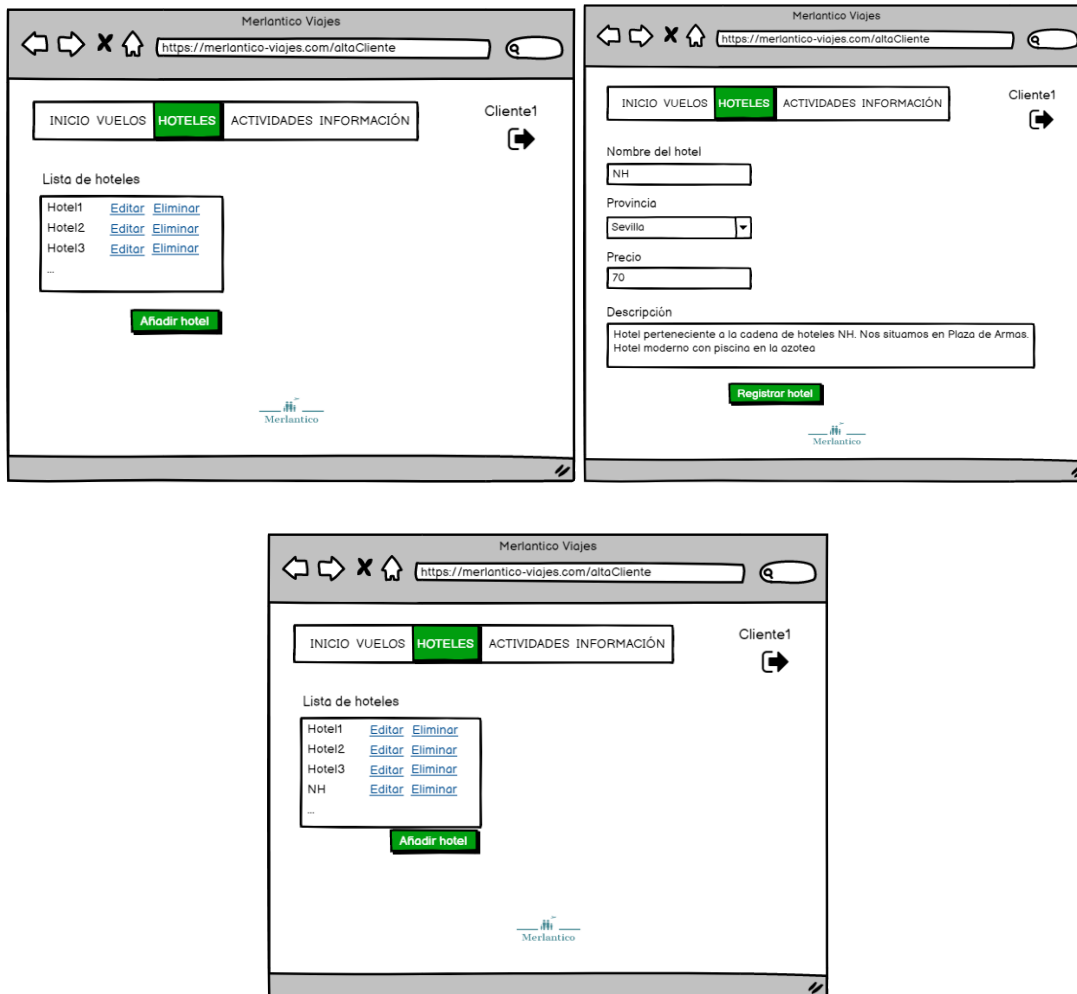 Merlantico Viajes
https://merlantico-viajes.com/altaCliente
INICIO VUELOS HOTELES ACTIVIDADES INFORMACIÓN
Cliente1
Lista de hoteles
Hotel1 Editar Eliminar
Hotel2 Editar Eliminar
Hotel3 Editar Eliminar
...
Añadir hotel
Merlantico
Merlantico Viajes
https://merlantico-viajes.com/altaCliente
INICIO VUELOS HOTELES ACTIVIDADES INFORMACIÓN
Cliente1
Nombre del hotel
NH
Provincia
Sevilla
Precio
70
Descripción
Hotel perteneciente a la cadena de hoteles NH. Nos situamos en Plaza de Armas.
Hotel moderno con piscina en la azotea
Registrar hotel
Merlantico
Merlantico Viajes
https://merlantico-viajes.com/altaCliente
INICIO VUELOS HOTELES ACTIVIDADES INFORMACIÓN
Cliente1
Lista de hoteles
Hotel1 Editar Eliminar
Hotel2 Editar Eliminar
Hotel3 Editar Eliminar
NH Editar Eliminar
...
Añadir hotel
Merlantico